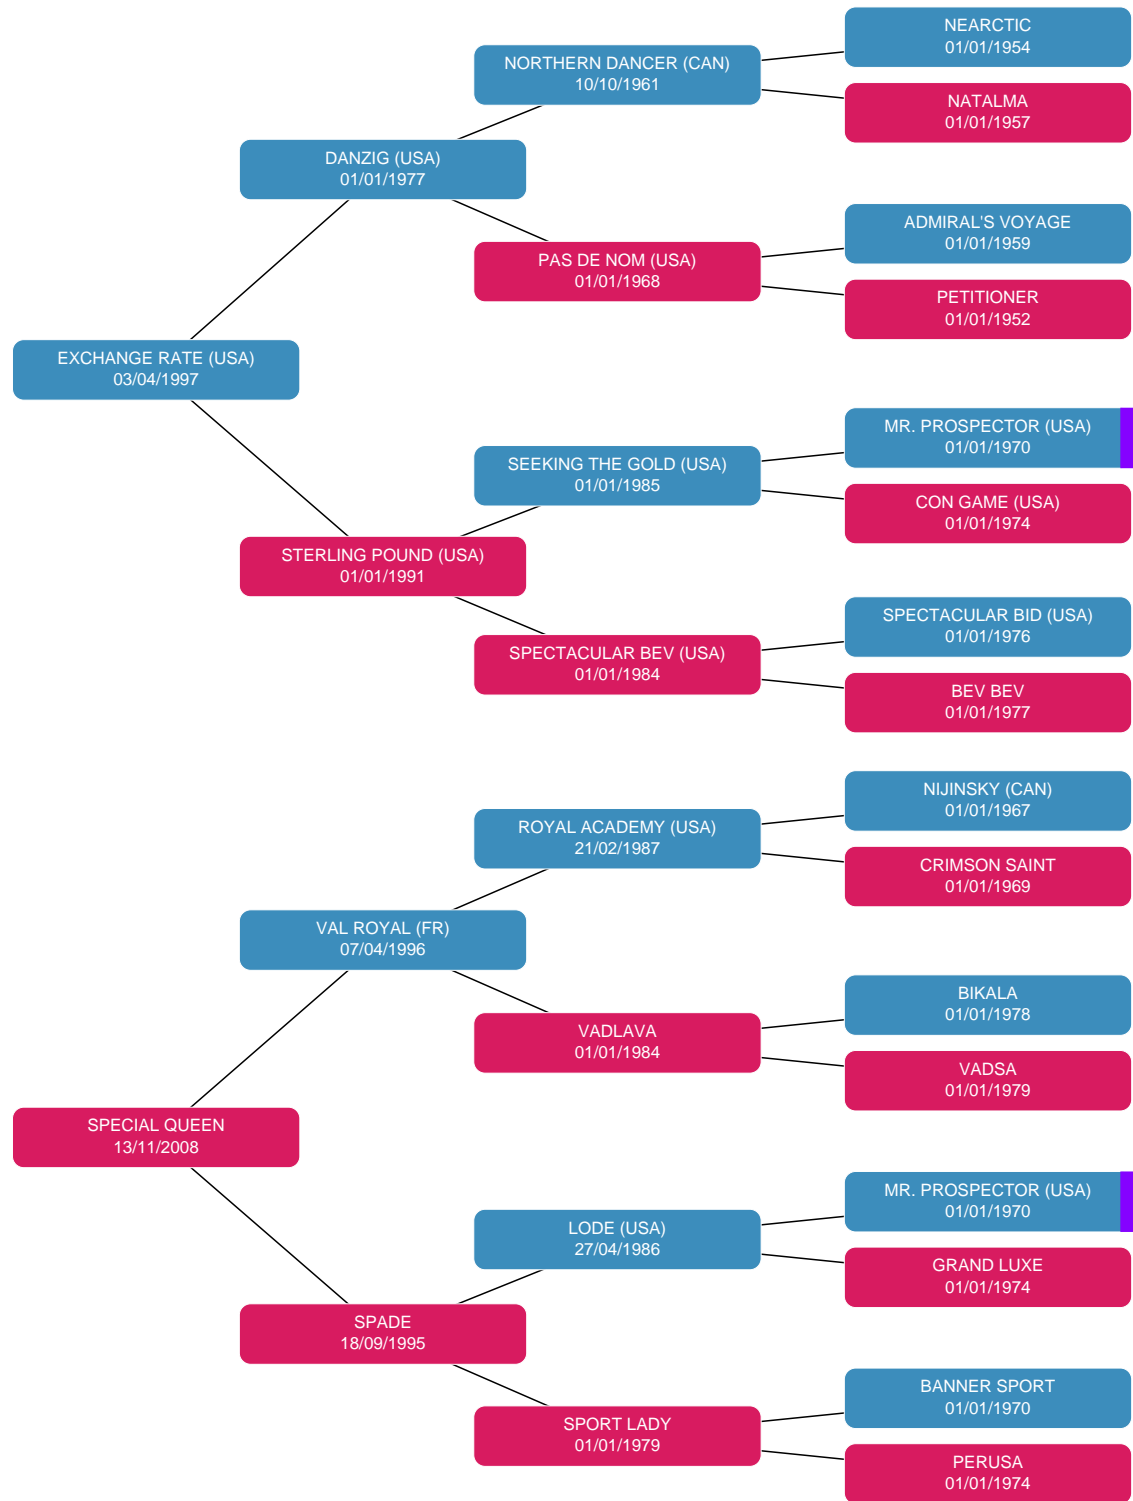 NEARCTIC
01/01/1954
NORTHERN DANCER (CAN)
10/10/1961
NATALMA
01/01/1957
DANZIG (USA)
01/01/1977
ADMIRAL'S VOYAGE
01/01/1959
PAS DE NOM (USA)
01/01/1968
PETITIONER
01/01/1952
EXCHANGE RATE (USA)
03/04/1997
MR. PROSPECTOR (USA)
01/01/1970
SEEKING THE GOLD (USA)
01/01/1985
CON GAME (USA)
01/01/1974
STERLING POUND (USA)
01/01/1991
SPECTACULAR BID (USA)
01/01/1976
SPECTACULAR BEV (USA)
01/01/1984
BEV BEV
01/01/1977
NIJINSKY (CAN)
01/01/1967
ROYAL ACADEMY (USA)
21/02/1987
CRIMSON SAINT
01/01/1969
VAL ROYAL (FR)
07/04/1996
BIKALA
01/01/1978
VADLAVA
01/01/1984
VADSA
01/01/1979
SPECIAL QUEEN
13/11/2008
MR. PROSPECTOR (USA)
01/01/1970
LODE (USA)
27/04/1986
GRAND LUXE
01/01/1974
SPADE
18/09/1995
BANNER SPORT
01/01/1970
SPORT LADY
01/01/1979
PERUSA
01/01/1974